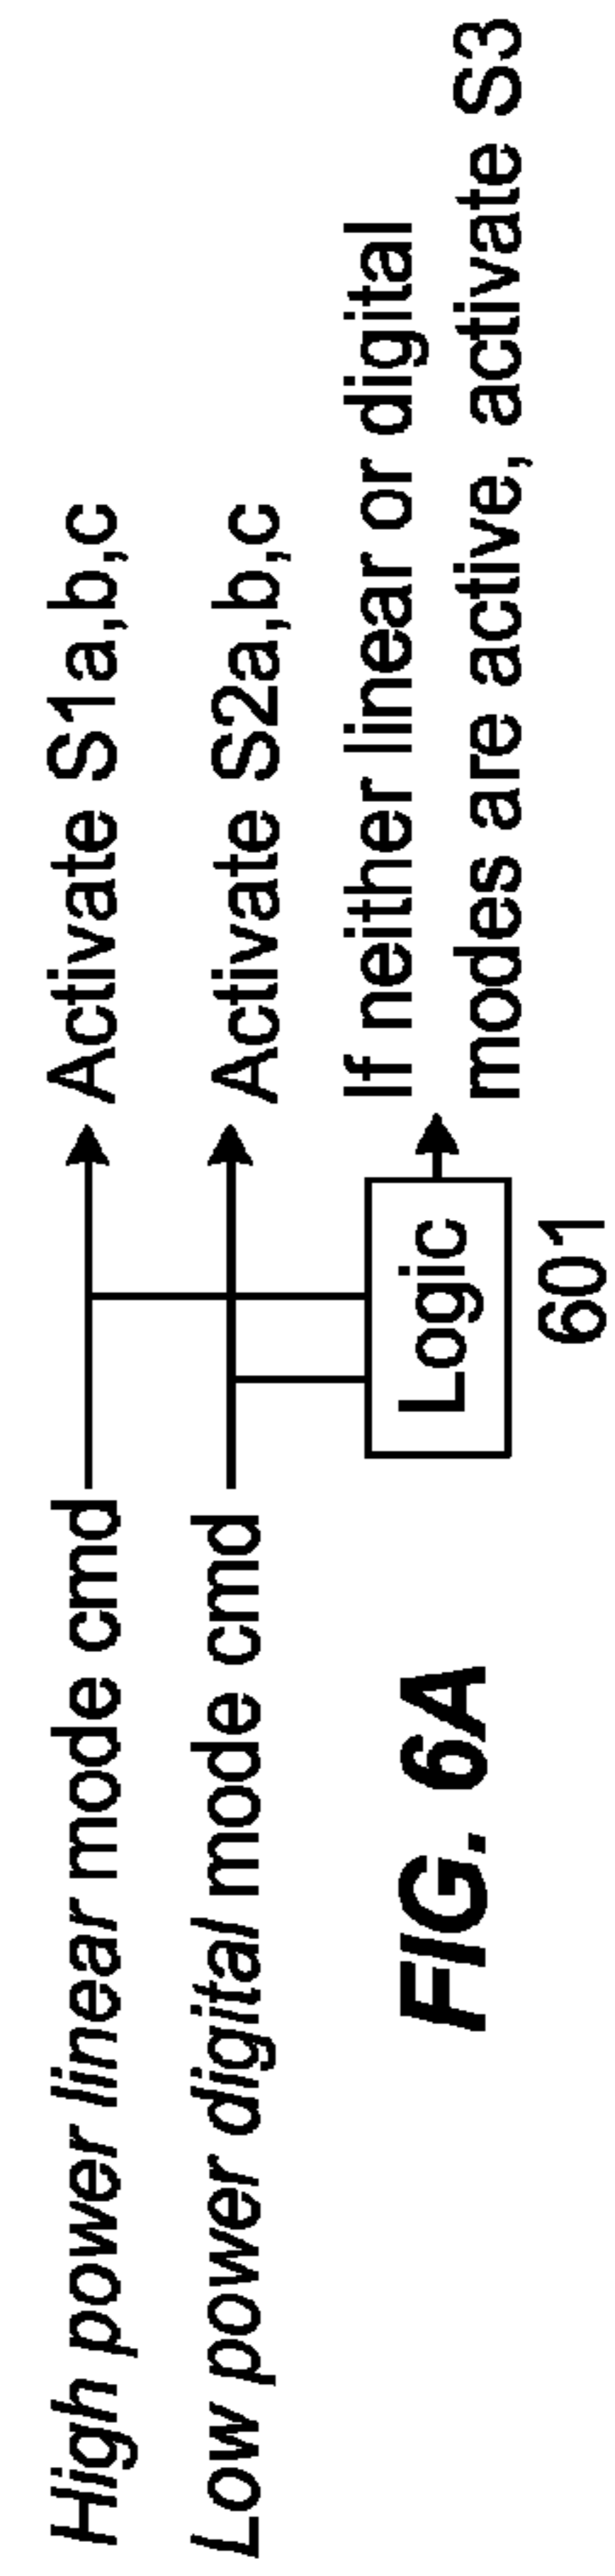 High power linear mode cmd
Activate S1a,b,c
Low power digital mode cmd
Activate S2a,b,c
Logic
If neither linear or digital
modes are active, activate S3
601
FIG. 6A